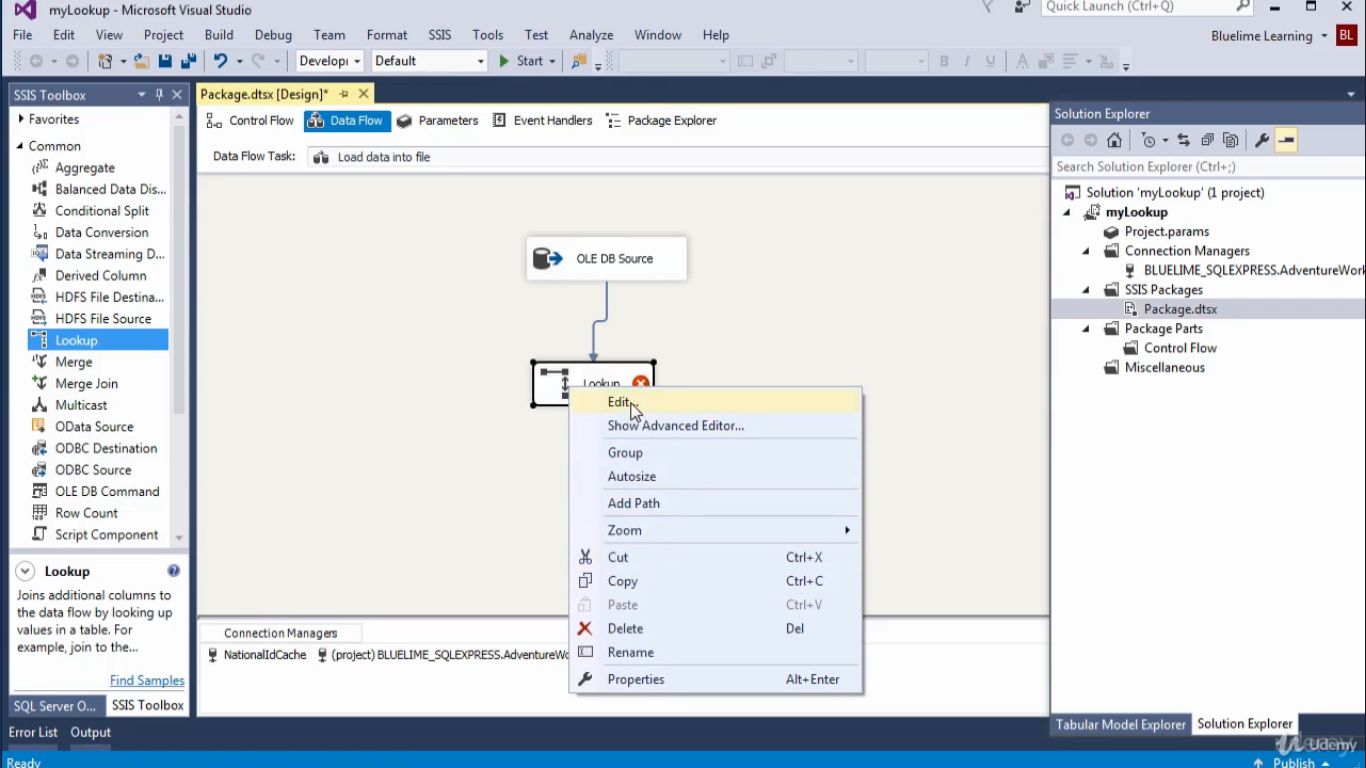 myLookup - Microsoft Visual Studio
Quick Launch (Ctrl+Q)
File Edit View Project Build Debug Team Format SSIS Tools Test Analyze Window Help
Bluelime Learning BL
Develop Default Start B I U A
SSIS Toolbox
Favorites
Common
Aggregate
Balanced Data Dis...
Conditional Split
Data Conversion
Data Streaming D...
Derived Column
HDFS File Destina...
HDFS File Source
Lookup
Merge
Merge Join
Multicast
OData Source
ODBC Destination
ODBC Source
OLE DB Command
Row Count
Script Component
Lookup
Joins additional columns to
the data flow by looking up
values in a table. For
example, join to the...
Find Samples
SQL Server O... SSIS Toolbox
Package.dtsx [Design]*
Control Flow Data Flow Parameters Event Handlers Package Explorer
Data Flow Task: Load data into file
OLE DB Source
Lookup
Edit...
Show Advanced Editor...
Group
Autosize
Add Path
Zoom
Cut Ctrl+X
Copy Ctrl+C
Paste Ctrl+V
Delete Del
Rename
Properties Alt+Enter
Connection Managers
NationalIdCache (project) BLUELIME_SQLEXPRESS.AdventureWo
Solution Explorer
Search Solution Explorer (Ctrl+;)
Solution 'myLookup' (1 project)
myLookup
Project.params
Connection Managers
BLUELIME_SQLEXPRESS.AdventureWork
SSIS Packages
Package.dtsx
Package Parts
Control Flow
Miscellaneous
Tabular Model Explorer Solution Explorer
Error List Output
Udemy
Ready
Publish